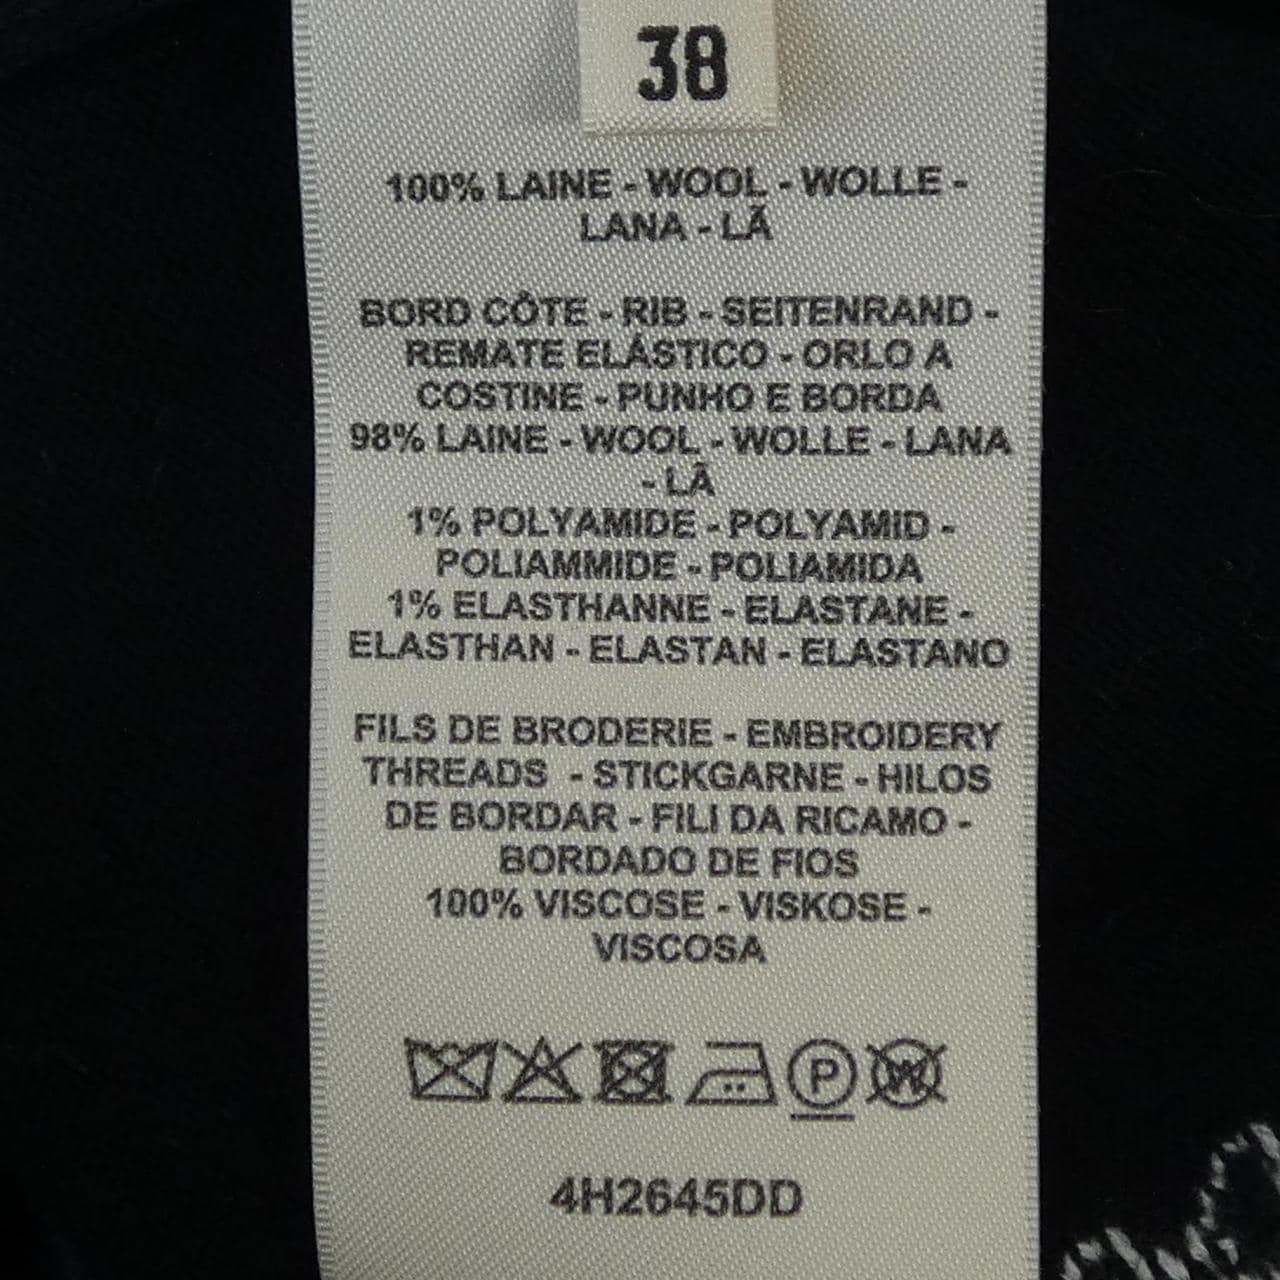 38
100% LAINE - WOOL - WOLLE -
LANA - LÃ
BORD CÔTE - RIB - SEITENRAND -
REMATE ELÁSTICO - ORLO A
COSTINE - PUNHO E BORDA
98% LAINE - WOOL - WOLLE - LANA
- LÃ
1% POLYAMIDE - POLYAMID -
POLIAMMIDE - POLIAMIDA
1% ELASTHANNE - ELASTANE -
ELASTHAN - ELASTAN - ELASTANO
FILS DE BRODERIE - EMBROIDERY
THREADS - STICKGARNE - HILOS
DE BORDAR - FILI DA RICAMO -
BORDADO DE FIOS
100% VISCOSE - VISKOSE -
VISCOSA
P W
4H2645DD